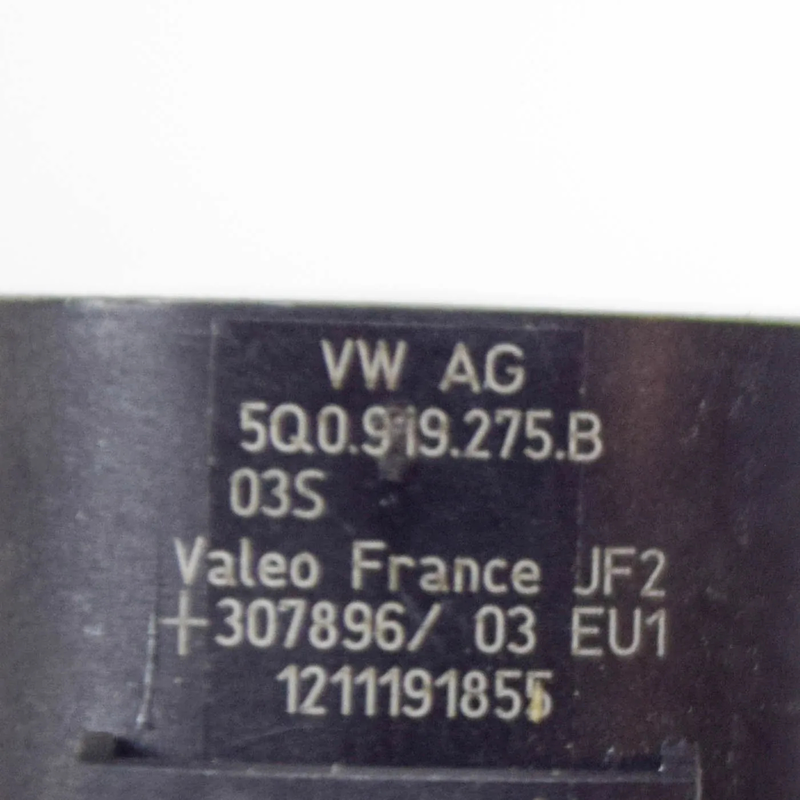 VW AG
5Q0.919.275.B
03S
Valeo France JF2
+307896/ 03 EU1
1211191855